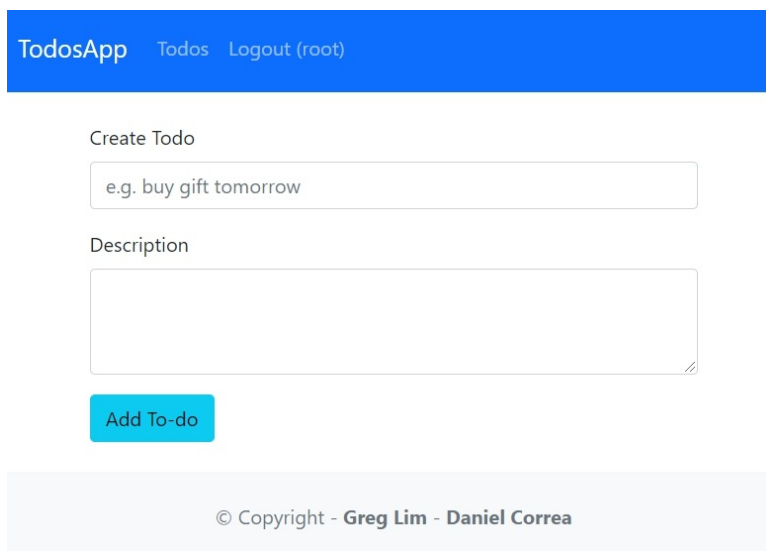 TodosApp Todos Logout (root)
Create Todo
e.g. buy gift tomorrow
Description
Add To-do
© Copyright - Greg Lim - Daniel Correa